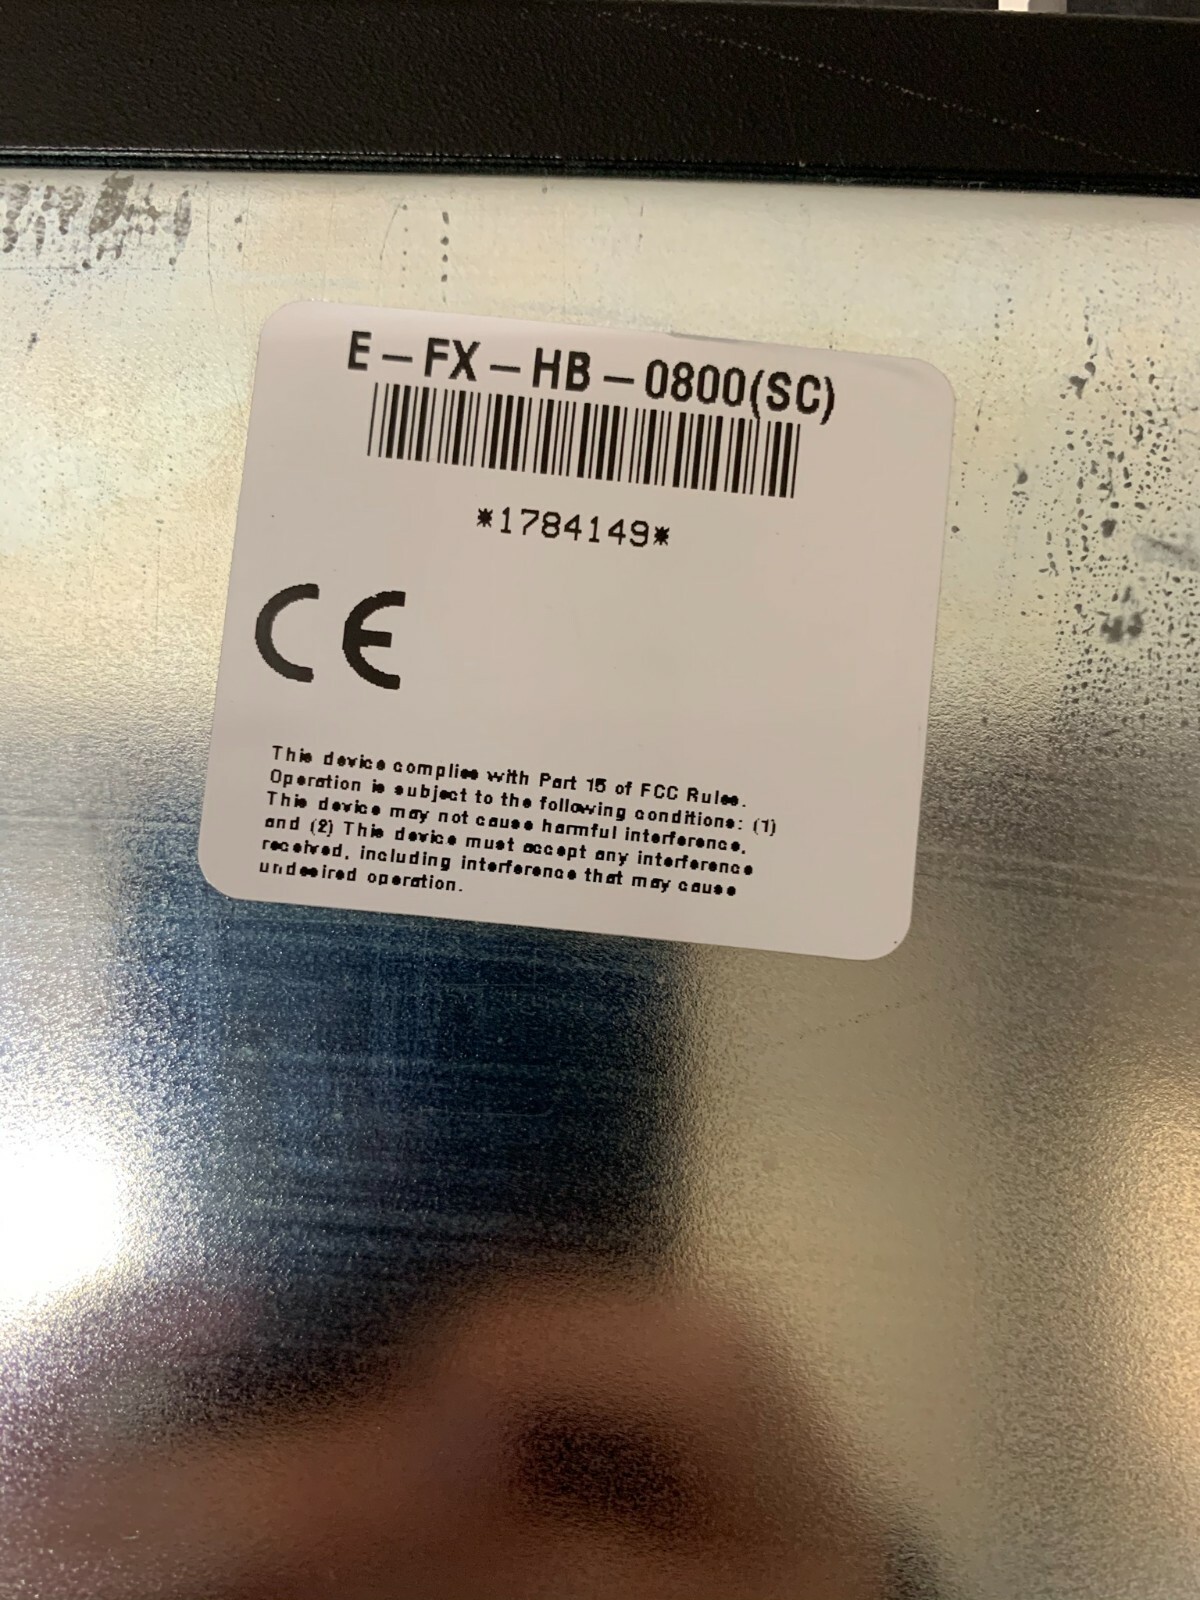 E-FX-HB-0800(SC)
*1784149*
CE
This device complies with Part 15 of FCC Rules.
Operation is subject to the following conditions: (1)
This device may not cause harmful interference,
and (2) This device must accept any interference
received, including interference that may cause
undesired operation.